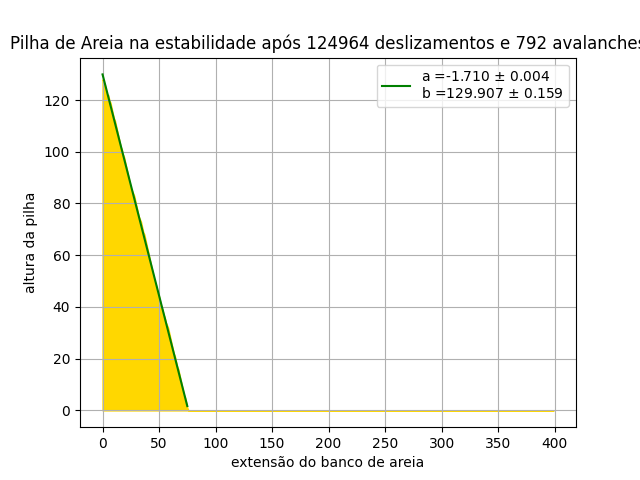 Pilha de Areia na estabilidade após 124964 deslizamentos e 792 avalanches
a =-1.710 ± 0.004
b =129.907 ± 0.159
altura da pilha
120
100
80
60
40
20
0
0 50 100 150 200 250 300 350 400
extensão do banco de areia